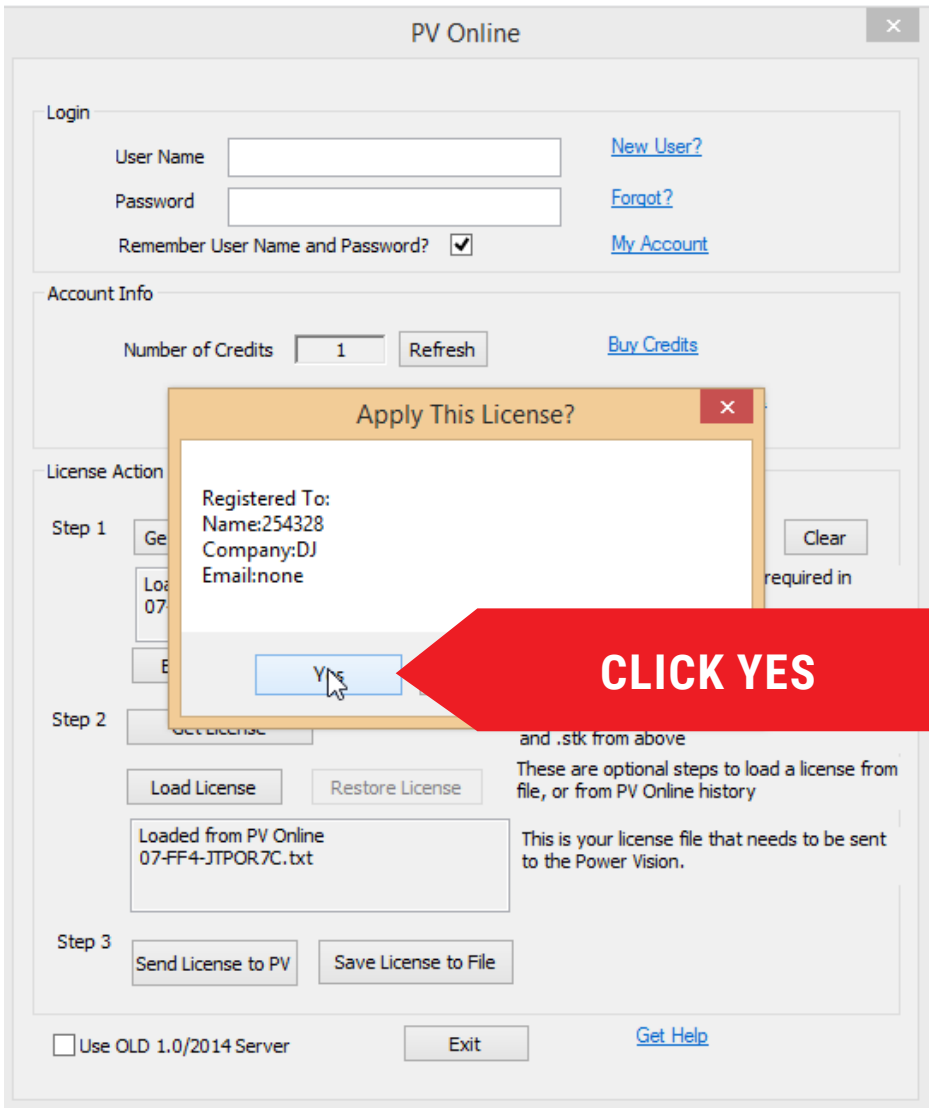 PV Online
Login
User Name
New User?
Password
Forgot?
Remember User Name and Password?
My Account
Account Info
Number of Credits
1
Refresh
Buy Credits
Apply This License?
License Action
Registered To:
Name:254328
Company:DJ
Email:none
Step 1
Clear
required in
Yes
CLICK YES
Step 2
Get License
and .stk from above
Load License
Restore License
These are optional steps to load a license from
file, or from PV Online history
Loaded from PV Online
07-FF4-JTPOR7C.txt
This is your license file that needs to be sent
to the Power Vision.
Step 3
Send License to PV
Save License to File
Use OLD 1.0/2014 Server
Exit
Get Help